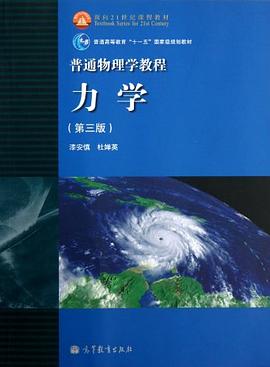 面向21世纪课程教材
Textbook Series for 21st Century
普通高等教育“十一五”国家级规划教材
普通物理学教程
力学
(第三版)
漆安慎 杜婵英
高等教育出版社